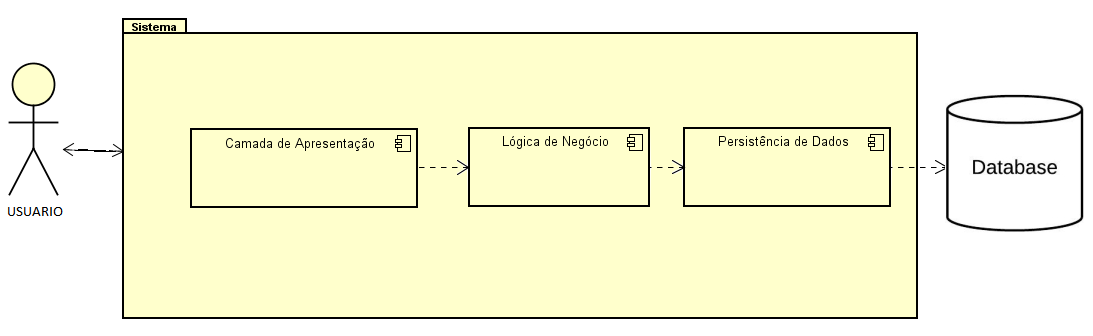 Sistema
Camada de Apresentação
Lógica de Negócio
Persistência de Dados
Database
USUARIO